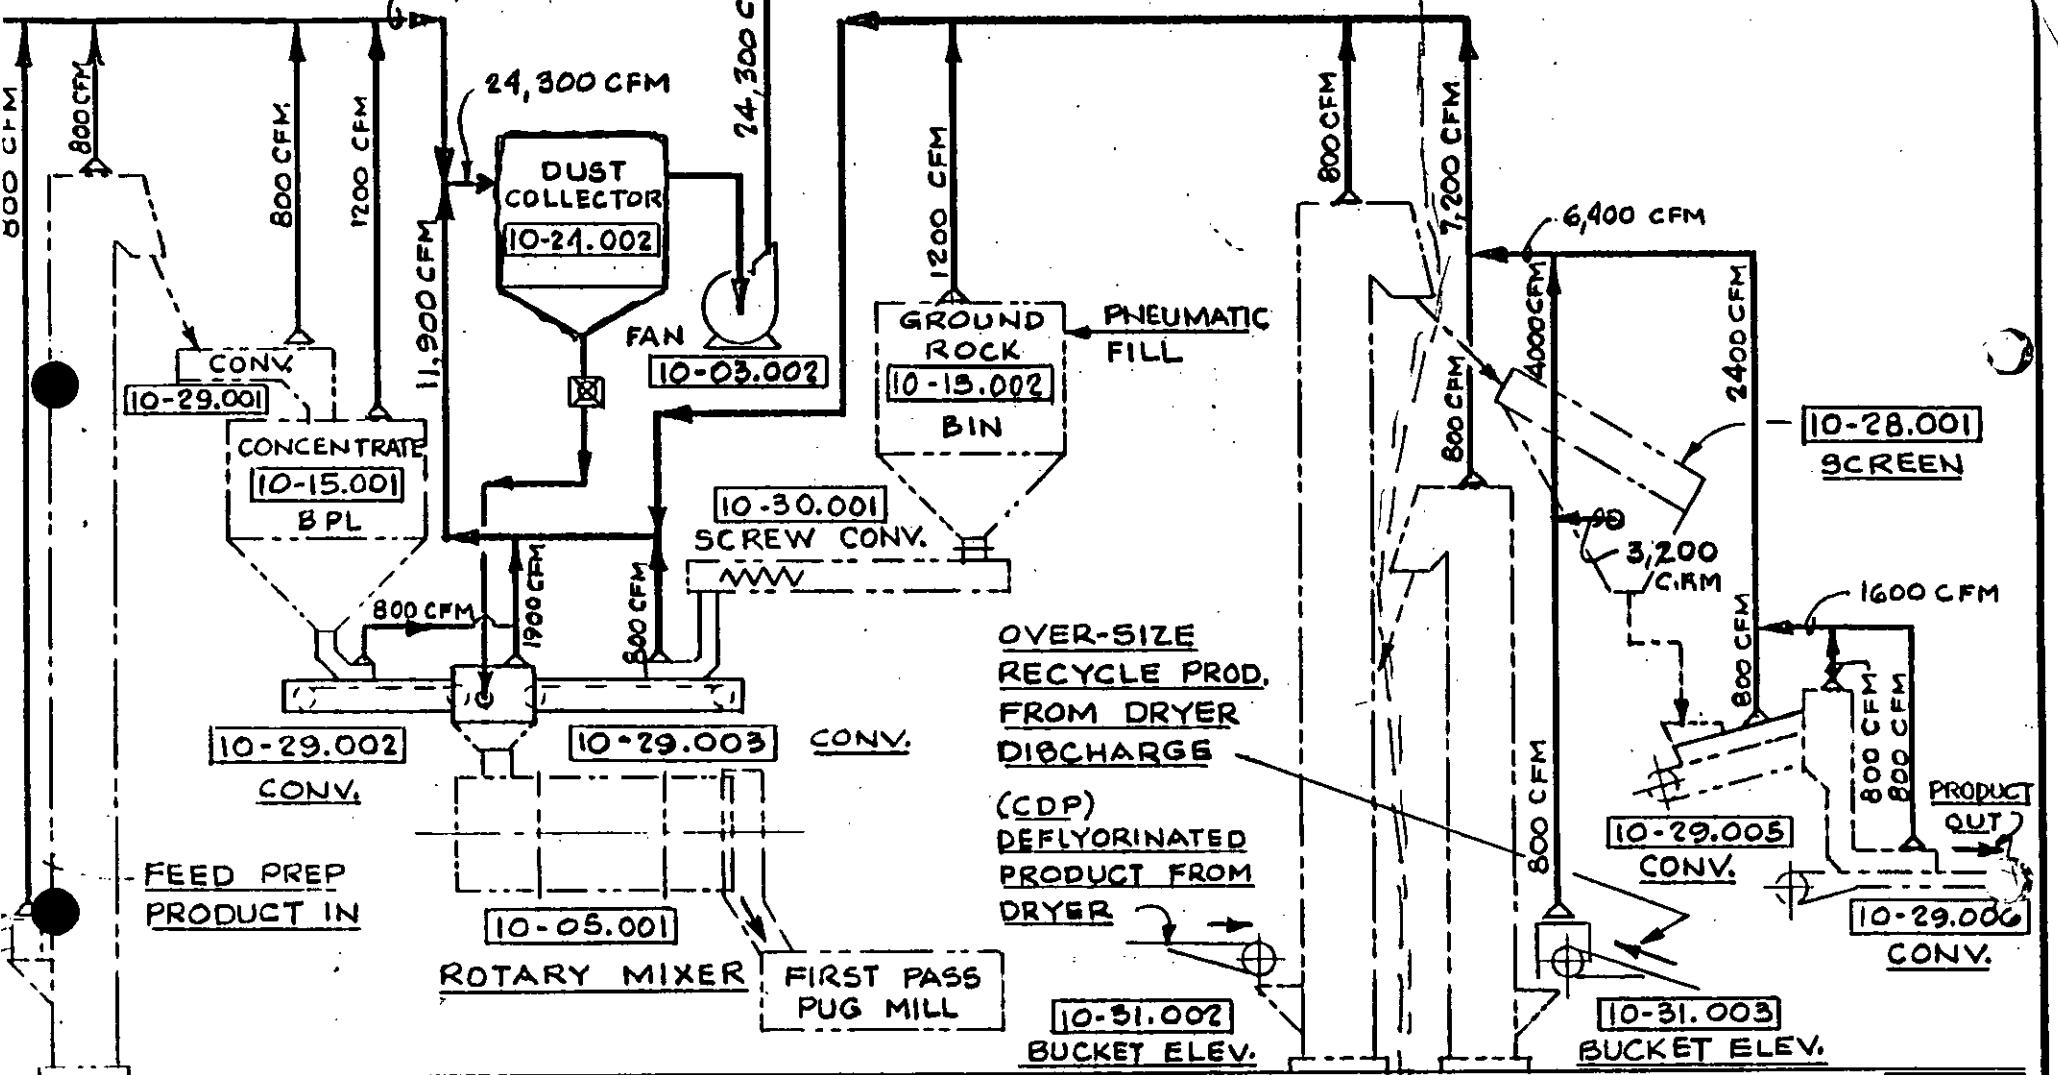 800 CFM
800 CFM
800 CFM
1200 CFM
24,300 CFM
24,300 C
DUST
COLLECTOR
10-21.002
11,900 CFM
FAN
10-03.002
1200 CFM
GROUND
ROCK
10-15.002
BIN
PNEUMATIC
FILL
800 CFM
7,200 CFM
6,400 CFM
4000 CFM
2400 CFM
800 CFM
10-28.001
SCREEN
CONV.
10-29.001
CONCENTRATE
10-15.001
BPL
10-30.001
SCREW CONV.
3,200
CFM
1600 CFM
800 CFM
1900 CFM
800 CFM
800 CFM
800 CFM
800 CFM
800 CFM
OVER-SIZE
RECYCLE PROD.
FROM DRYER
DISCHARGE
10-29.002
CONV.
10-29.003
CONV.
(CDP)
DEFLYORINATED
PRODUCT FROM
DRYER
10-29.005
CONV.
PRODUCT
OUT
10-29.006
CONV.
FEED PREP
PRODUCT IN
10-05.001
ROTARY MIXER
FIRST PASS
PUG MILL
10-31.002
BUCKET ELEV.
10-31.003
BUCKET ELEV.